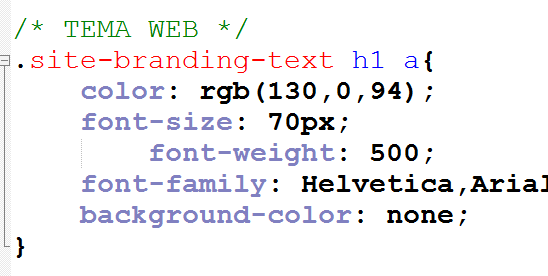 /* TEMA WEB */
.site-branding-text h1 a{
color: rgb(130,0,94);
font-size: 70px;
font-weight: 500;
font-family: Helvetica,Arial
background-color: none;
}